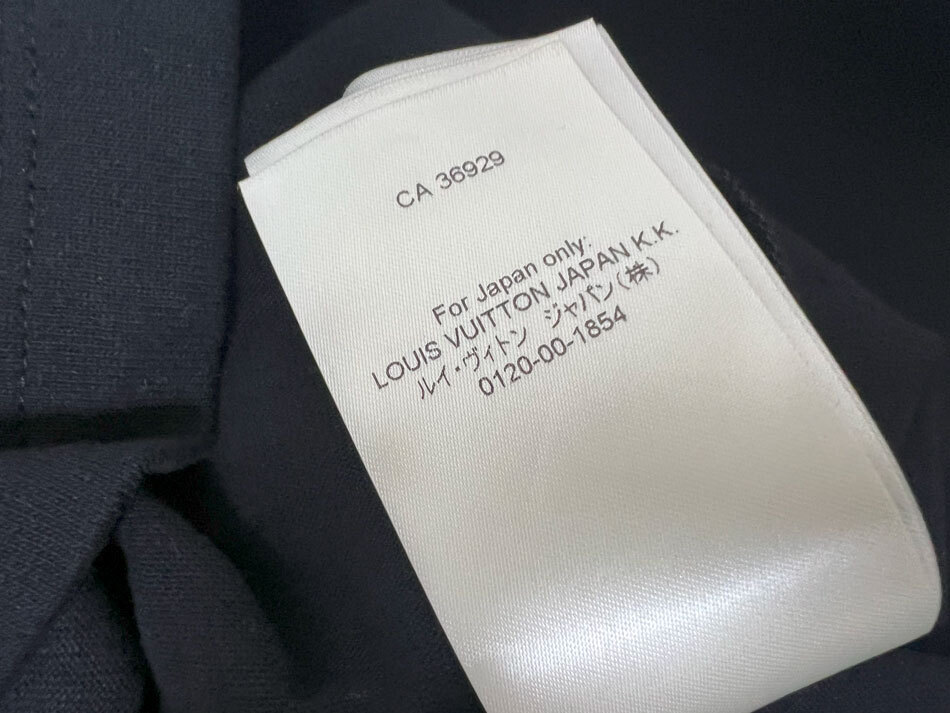 CA 36929
For Japan only:
LOUIS VUITTON JAPAN K.K.
ルイ・ヴィトン ジャパン(株)
0120-00-1854